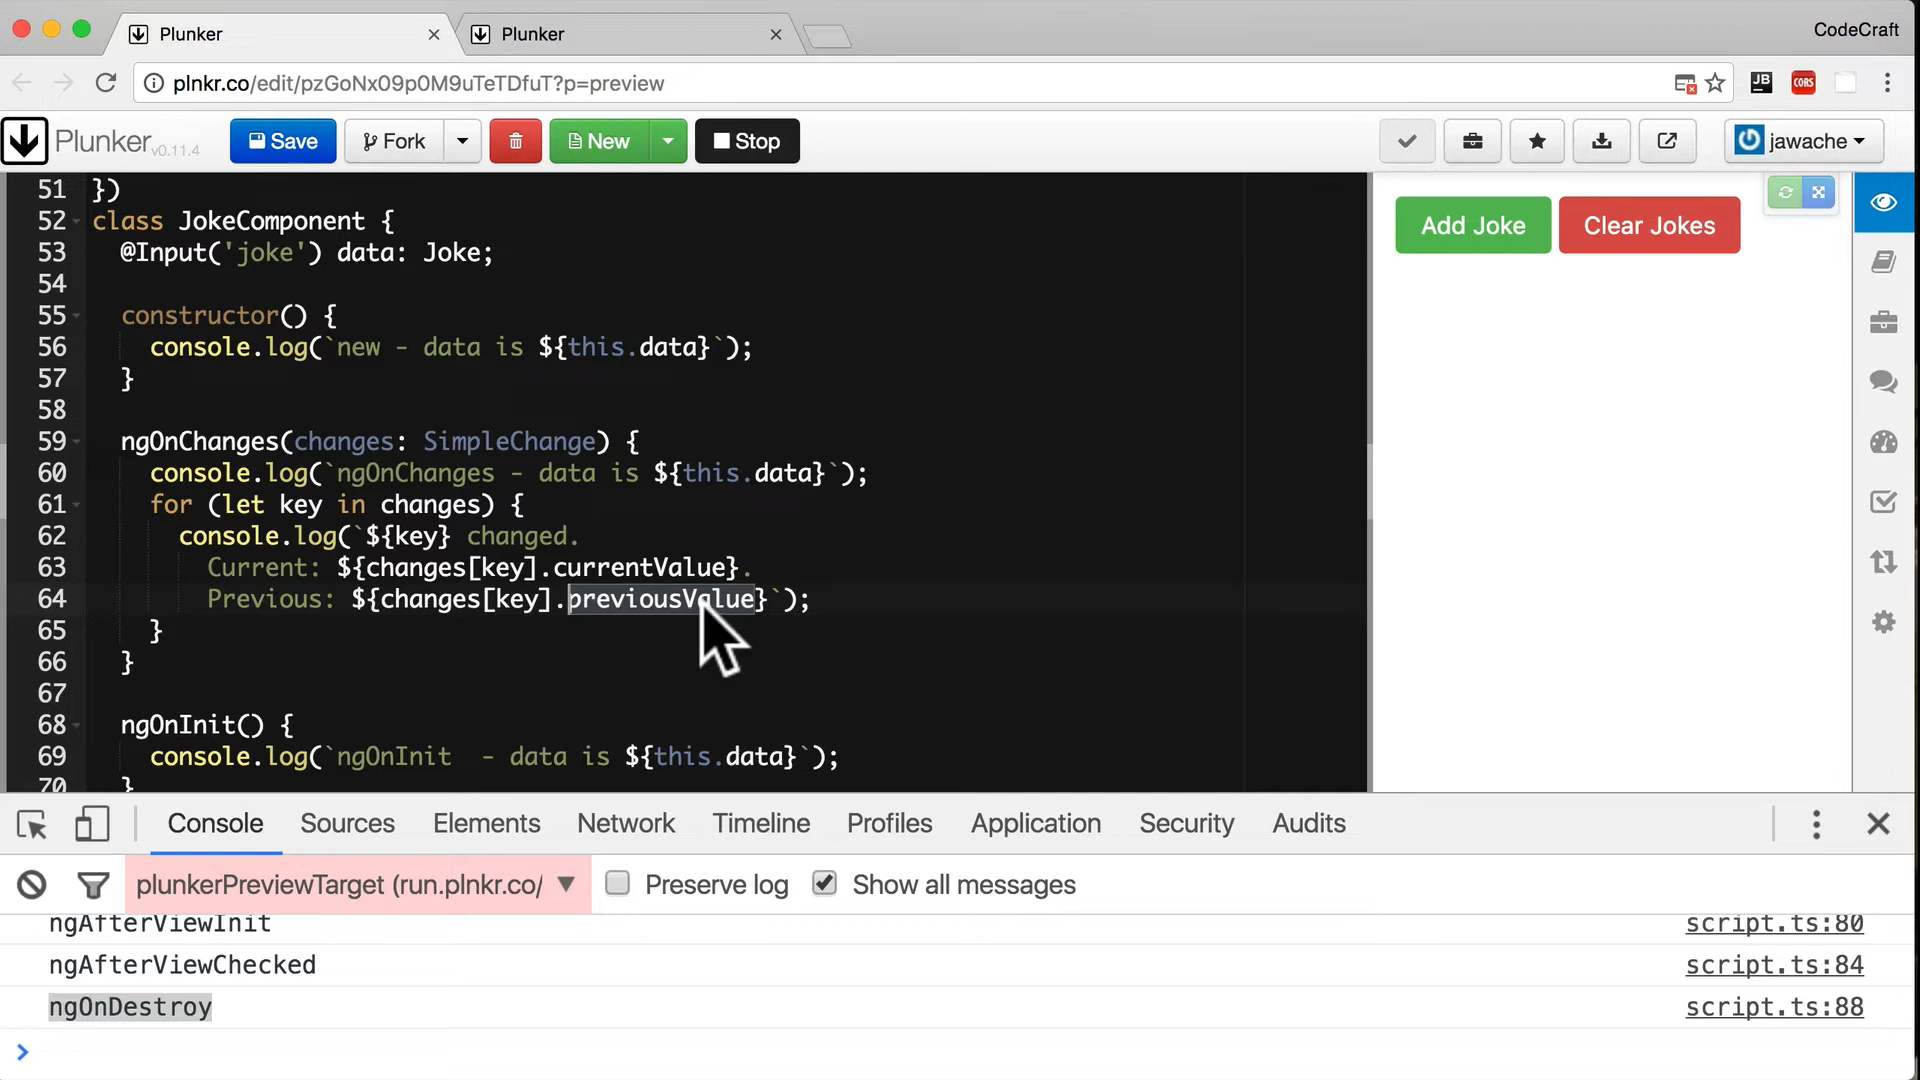 Plunker
Plunker
CodeCraft
plnkr.co/edit/pzGoNx09p0M9uTeTDfuT?p=preview
JB
CORS
Plunker v0.11.4
Save
Fork
New
Stop
jawache
51 })
52 class JokeComponent {
53 @Input('joke') data: Joke;
54
55 constructor() {
56 console.log(`new - data is ${this.data}`);
57 }
58
59 ngOnChanges(changes: SimpleChange) {
60 console.log(`ngOnChanges - data is ${this.data}`);
61 for (let key in changes) {
62 console.log(`${key} changed.
63 Current: ${changes[key].currentValue}.
64 Previous: ${changes[key].previousValue}`);
65 }
66 }
67
68 ngOnInit() {
69 console.log(`ngOnInit  - data is ${this.data}`);
70 }
Add Joke
Clear Jokes
Console
Sources
Elements
Network
Timeline
Profiles
Application
Security
Audits
plunkerPreviewTarget (run.plnkr.co/
Preserve log
Show all messages
ngAfterViewInit script.ts:80
ngAfterViewChecked script.ts:84
ngOnDestroy script.ts:88